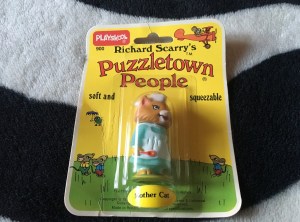 PLAYSKOOL
Richard Scarry's
Puzzletown
People
soft and squeezable
Mother Cat